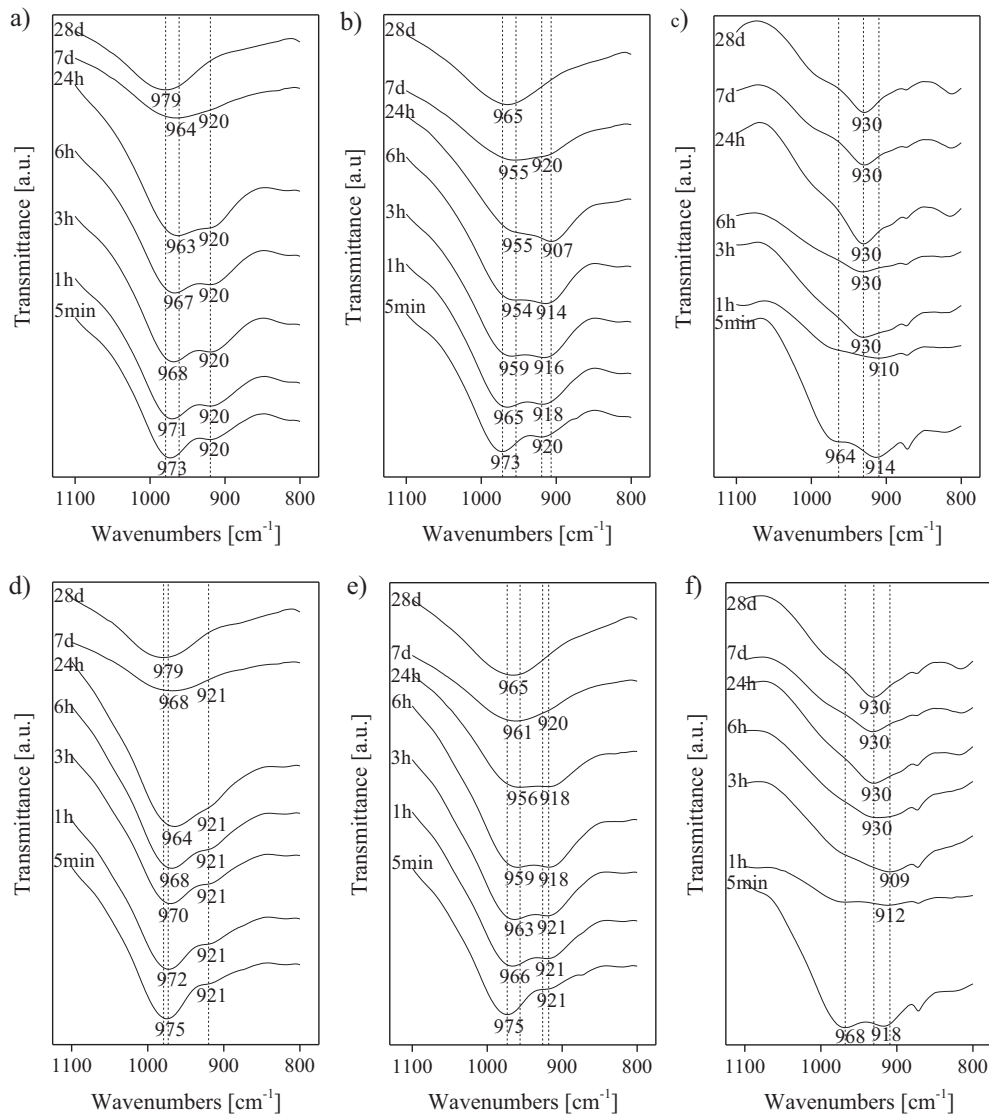 a)
28d
7d
24h
6h
3h
1h
5min
979
964 920
963 920
967 920
968 920
971 920
973 920
1100 1000 900 800
Wavenumbers [cm⁻¹]
Transmittance [a.u]
b)
28d
7d
24h
6h
3h
1h
5min
965
955 920
955 907
954 914
959 916
965 918
973 920
1100 1000 900 800
Wavenumbers [cm⁻¹]
Transmittance [a.u]
c)
28d
7d
24h
6h
3h
1h
5min
930
930
930
930
930
910
964 914
1100 1000 900 800
Wavenumbers [cm⁻¹]
Transmittance [a.u]
d)
28d
7d
24h
6h
3h
1h
5min
979
968 921
964 921
968 921
970 921
972 921
975 921
1100 1000 900 800
Wavenumbers [cm⁻¹]
Transmittance [a.u.]
e)
28d
7d
24h
6h
3h
1h
5min
965
961 920
956 918
959 918
963 921
966 921
975 921
1100 1000 900 800
Wavenumbers [cm⁻¹]
Transmittance [a.u.]
f)
28d
7d
24h
6h
3h
1h
5min
930
930
930
930
909
912
968 918
1100 1000 900 800
Wavenumbers [cm⁻¹]
Transmittance [a.u.]